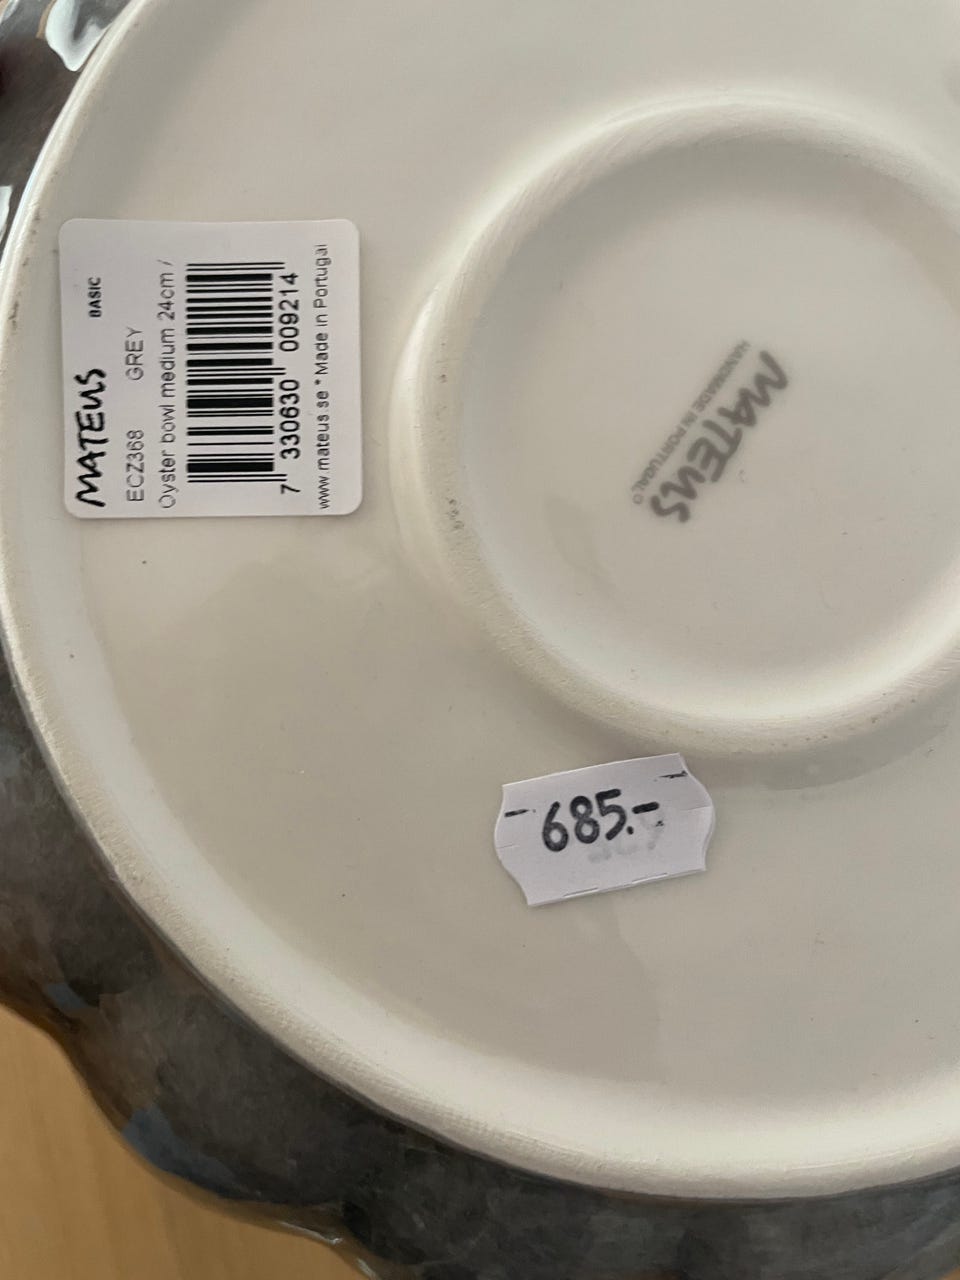 MATEUS BASIC
ECZ368 GREY
Oyster bowl medium 24cm /
7 330630 009214
www.mateus.se * Made in Portugal
MATEUS
HANDMADE IN PORTUGAL ©
685.-